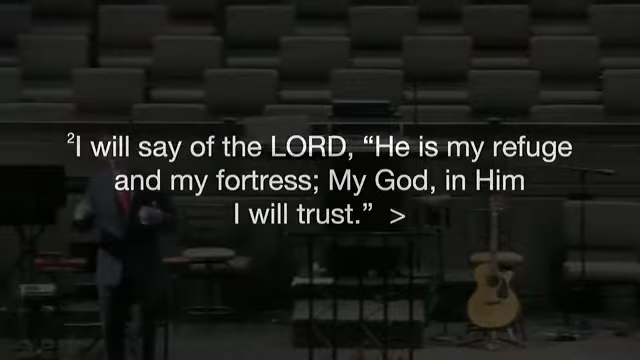 ²I will say of the LORD, “He is my refuge
and my fortress; My God, in Him
I will trust.” >